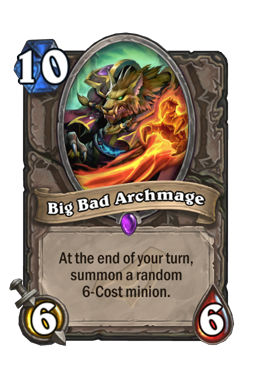 10
Big Bad Archmage
At the end of your turn,
summon a random
6-Cost minion.
6 6